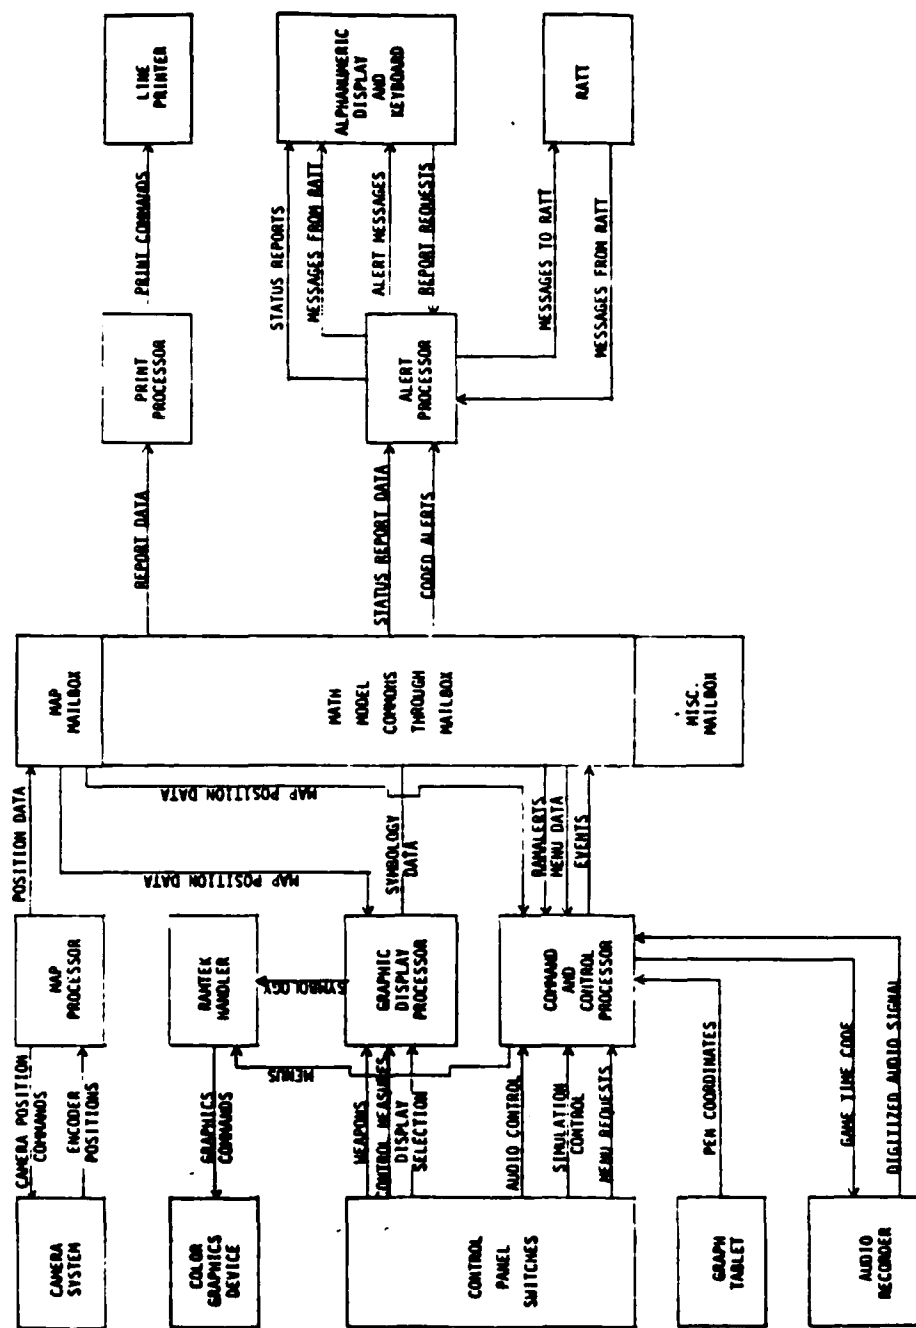 CAMERA
SYSTEM
CAMERA POSITION
COMMANDS
ENCODER
POSITIONS
MAP
PROCESSOR
POSITION DATA
MAP
MAILBOX
COLOR
GRAPHICS
DEVICE
GRAPHICS
COMMANDS
RAMTEK
HANDLER
SYMBOLOGY
MENUS
MAP POSITION DATA
MAP POSITION DATA
CONTROL
PANEL
SWITCHES
WEAPONS
CONTROL MEASURES
DISPLAY
SELECTION
GRAPHIC
DISPLAY
PROCESSOR
SYMBOLOGY
DATA
AUDIO CONTROL
SIMULATION
CONTROL
MENU REQUESTS
COMMAND
AND
CONTROL
PROCESSOR
RAMALERTS
MENU DATA
EVENTS
MATH
MODEL
COMMONS
THROUGH
MAILBOX
MISC.
MAILBOX
GRAPH
TABLET
PEN COORDINATES
AUDIO
RECORDER
GAME TIME CODE
DIGITIZED AUDIO SIGNAL
REPORT DATA
PRINT
PROCESSOR
PRINT COMMANDS
LINE
PRINTER
STATUS REPORT DATA
CODED ALERTS
ALERT
PROCESSOR
STATUS REPORTS
MESSAGES FROM RATT
ALERT MESSAGES
REPORT REQUESTS
ALPHANUMERIC
DISPLAY
AND
KEYBOARD
MESSAGES TO RATT
MESSAGES FROM RATT
RATT